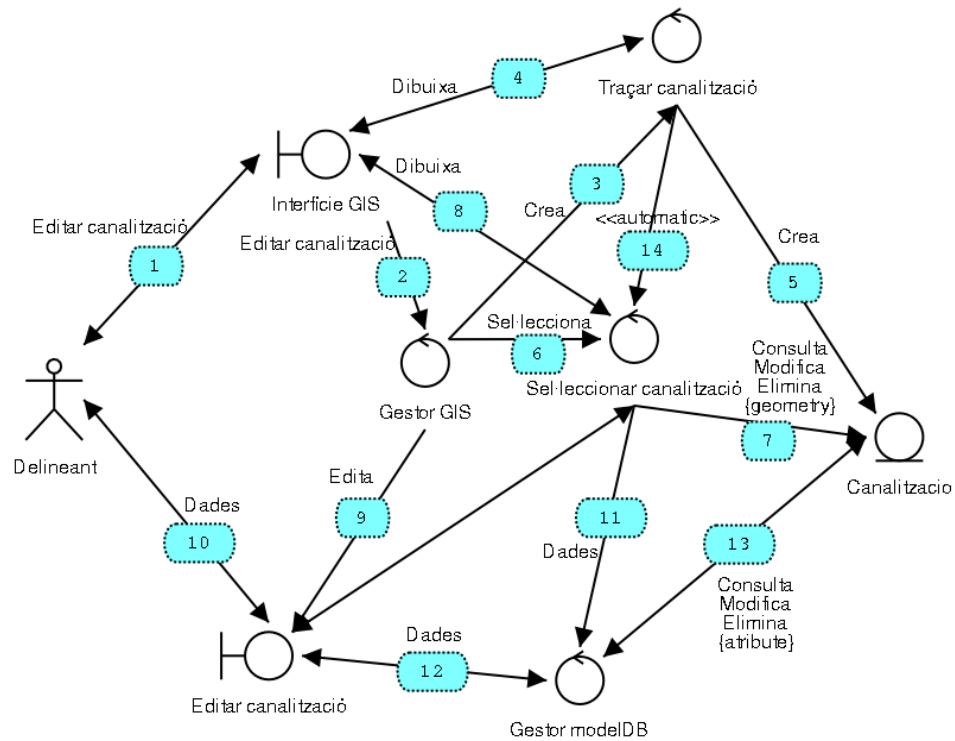 Dibuixa
4
Traçar canalització
Dibuixa
3
Interfície GIS
8
Crea
<<automatic>>
Editar canalització
Editar canalització
Crea
1
2
14
5
Sel·lecciona
6
Consulta
Modifica
Elimina
{geometry}
Sel·leccionar canalització
Gestor GIS
7
Delineant
Edita
Canalitzacio
Dades
9
11
10
Dades
13
Consulta
Modifica
Elimina
{atribute}
Dades
12
Editar canalització
Gestor modelDB